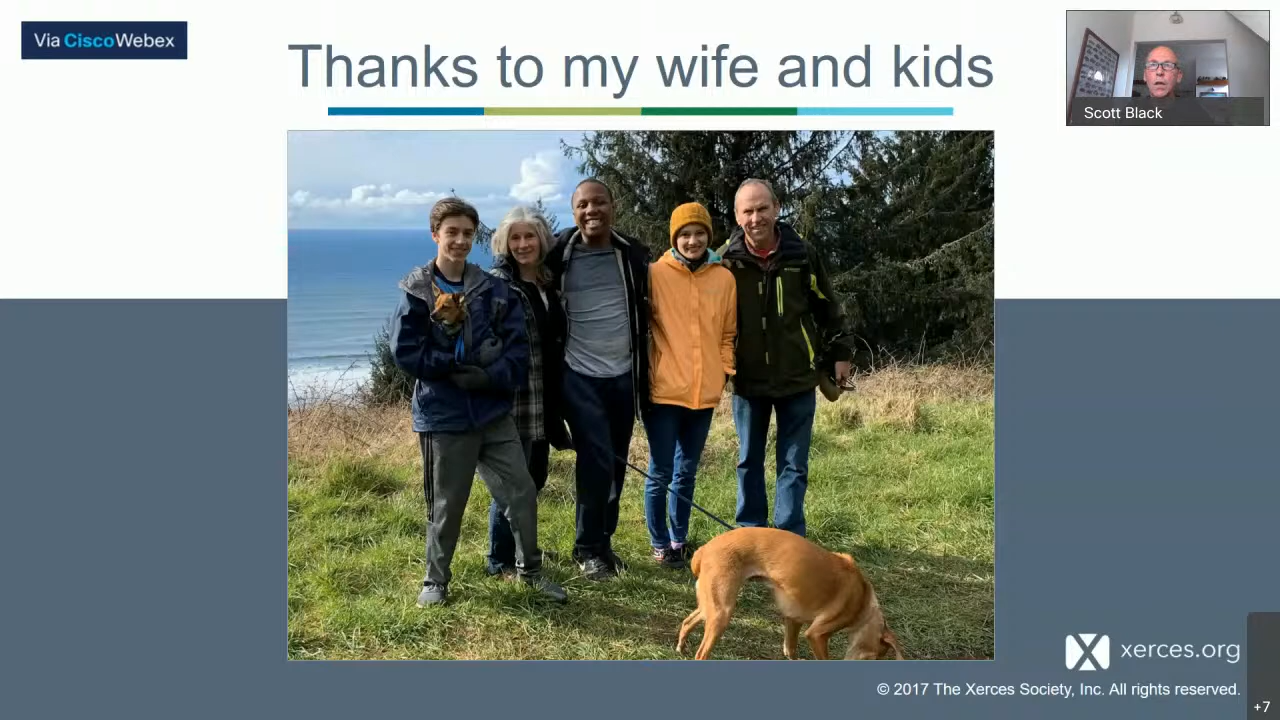 Via CiscoWebex
Thanks to my wife and kids
Scott Black
xerces.org
© 2017 The Xerces Society, Inc. All rights reserved.
+7